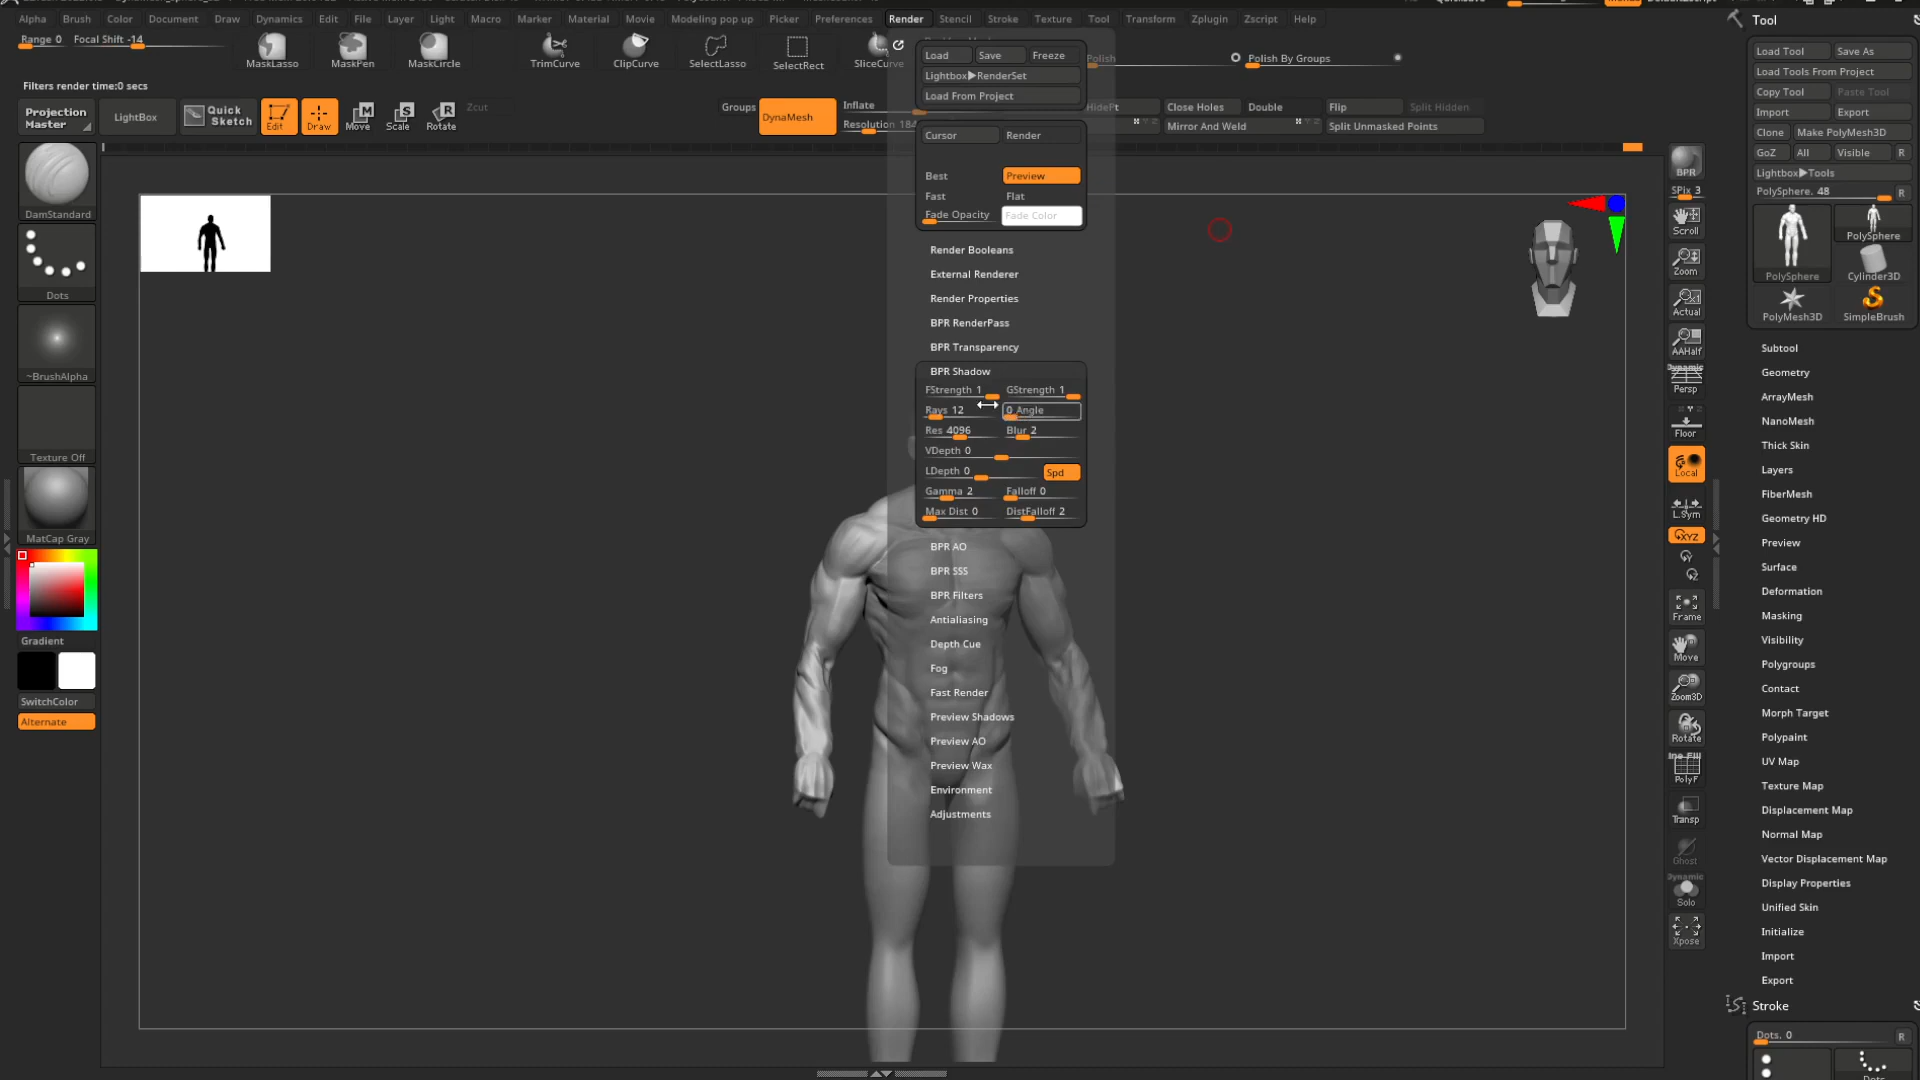 Alpha Brush Color Document Draw Dynamics Edit File Layer Light Macro Marker Material Movie Modeling pop up Picker Preferences Render Stencil Stroke Texture Tool Transform Zplugin Zscript Help
Range 0 Focal Shift -14
MaskLasso MaskPen MaskCircle TrimCurve ClipCurve SelectLasso SelectRect SliceCurve
Polish Polish By Groups
Filters render time:0 secs
Projection Master
LightBox
Quick Sketch
Edit Draw Move Scale Rotate
Zcut
Groups DynaMesh
Inflate
Resolution 184
HidePt Close Holes Double Flip Split Hidden
Mirror And Weld Split Unmasked Points
Load Save Freeze
Lightbox▶RenderSet
Load From Project
Cursor Render
Best Preview
Fast Flat
Fade Opacity Fade Color
Render Booleans
External Renderer
Render Properties
BPR RenderPass
BPR Transparency
BPR Shadow
FStrength 1 GStrength 1
Rays 12 0 Angle
Res 4096 Blur 2
VDepth 0
LDepth 0 Spd
Gamma 2 Falloff 0
Max Dist 0 DistFalloff 2
BPR AO
BPR SSS
BPR Filters
Antialiasing
Depth Cue
Fog
Fast Render
Preview Shadows
Preview AO
Preview Wax
Environment
Adjustments
DamStandard
Dots
~BrushAlpha
Texture Off
MatCap Gray
Gradient
SwitchColor
Alternate
BPR
SPix 3
Scroll
Zoom
Actual
AAHalf
Dynamic
Persp
Floor
Local
L.Sym
XYZ
Frame
Move
Zoom3D
Rotate
Line Fill
PolyF
Transp
Ghost
Dynamic
Solo
Xpose
Tool
Load Tool Save As
Load Tools From Project
Copy Tool Paste Tool
Import Export
Clone Make PolyMesh3D
GoZ All Visible R
Lightbox▶Tools
PolySphere. 48 R
PolySphere
PolySphere Cylinder3D
PolyMesh3D SimpleBrush
Subtool
Geometry
ArrayMesh
NanoMesh
Thick Skin
Layers
FiberMesh
Geometry HD
Preview
Surface
Deformation
Masking
Visibility
Polygroups
Contact
Morph Target
Polypaint
UV Map
Texture Map
Displacement Map
Normal Map
Vector Displacement Map
Display Properties
Unified Skin
Initialize
Import
Export
Stroke
Dots. 0 R